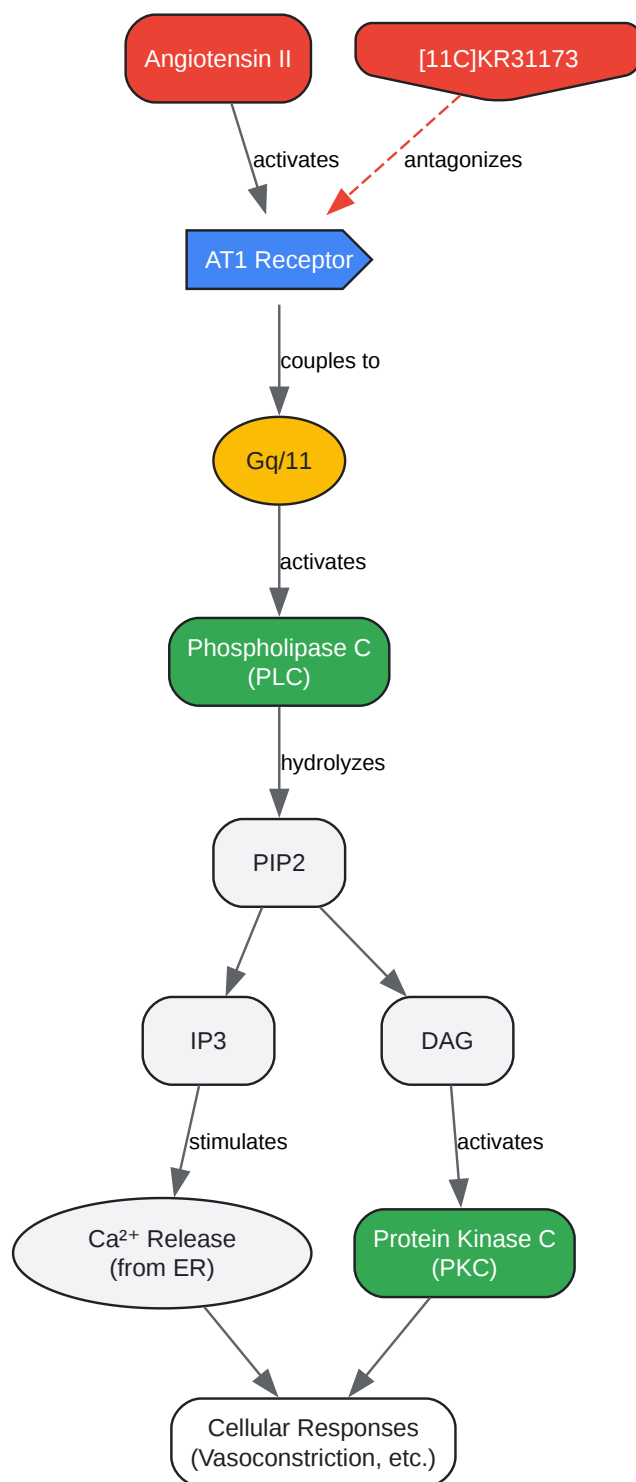 Angiotensin II
[11C]KR31173
activates
antagonizes
AT1 Receptor
couples to
Gq/11
activates
Phospholipase C
(PLC)
hydrolyzes
PIP2
IP3
DAG
stimulates
activates
Ca²⁺ Release
(from ER)
Protein Kinase C
(PKC)
Cellular Responses
(Vasoconstriction, etc.)